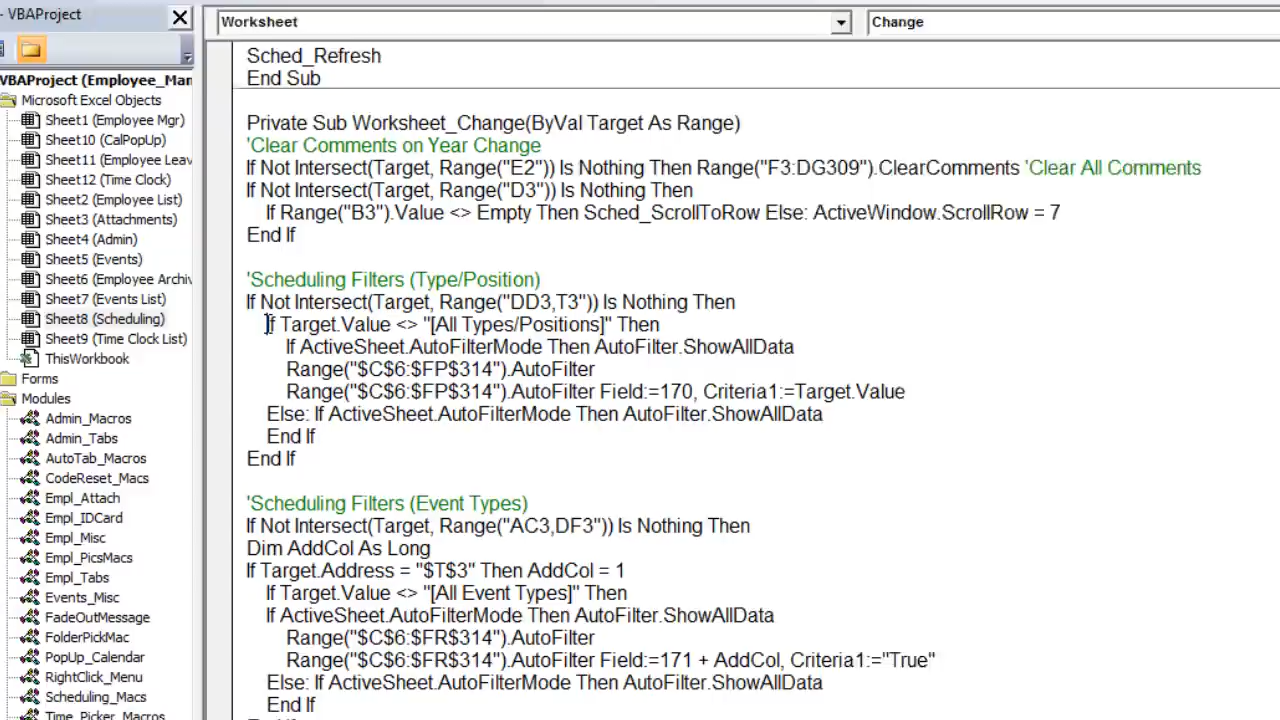 - VBAProject
Worksheet
Change
VBAProject (Employee_Man
Microsoft Excel Objects
Sheet1 (Employee Mgr)
Sheet10 (CalPopUp)
Sheet11 (Employee Leav
Sheet12 (Time Clock)
Sheet2 (Employee List)
Sheet3 (Attachments)
Sheet4 (Admin)
Sheet5 (Events)
Sheet6 (Employee Archiv
Sheet7 (Events List)
Sheet8 (Scheduling)
Sheet9 (Time Clock List)
ThisWorkbook
Forms
Modules
Admin_Macros
Admin_Tabs
AutoTab_Macros
CodeReset_Macs
Empl_Attach
Empl_IDCard
Empl_Misc
Empl_PicsMacs
Empl_Tabs
Events_Misc
FadeOutMessage
FolderPickMac
PopUp_Calendar
RightClick_Menu
Scheduling_Macs
Time_Picker_Macros
Sched_Refresh
End Sub
Private Sub Worksheet_Change(ByVal Target As Range)
'Clear Comments on Year Change
If Not Intersect(Target, Range("E2")) Is Nothing Then Range("F3:DG309").ClearComments 'Clear All Comments
If Not Intersect(Target, Range("D3")) Is Nothing Then
If Range("B3").Value <> Empty Then Sched_ScrollToRow Else: ActiveWindow.ScrollRow = 7
End If
'Scheduling Filters (Type/Position)
If Not Intersect(Target, Range("DD3,T3")) Is Nothing Then
If Target.Value <> "[All Types/Positions]" Then
If ActiveSheet.AutoFilterMode Then AutoFilter.ShowAllData
Range("$C$6:$FP$314").AutoFilter
Range("$C$6:$FP$314").AutoFilter Field:=170, Criteria1:=Target.Value
Else: If ActiveSheet.AutoFilterMode Then AutoFilter.ShowAllData
End If
End If
'Scheduling Filters (Event Types)
If Not Intersect(Target, Range("AC3,DF3")) Is Nothing Then
Dim AddCol As Long
If Target.Address = "$T$3" Then AddCol = 1
If Target.Value <> "[All Event Types]" Then
If ActiveSheet.AutoFilterMode Then AutoFilter.ShowAllData
Range("$C$6:$FR$314").AutoFilter
Range("$C$6:$FR$314").AutoFilter Field:=171 + AddCol, Criteria1:="True"
Else: If ActiveSheet.AutoFilterMode Then AutoFilter.ShowAllData
End If